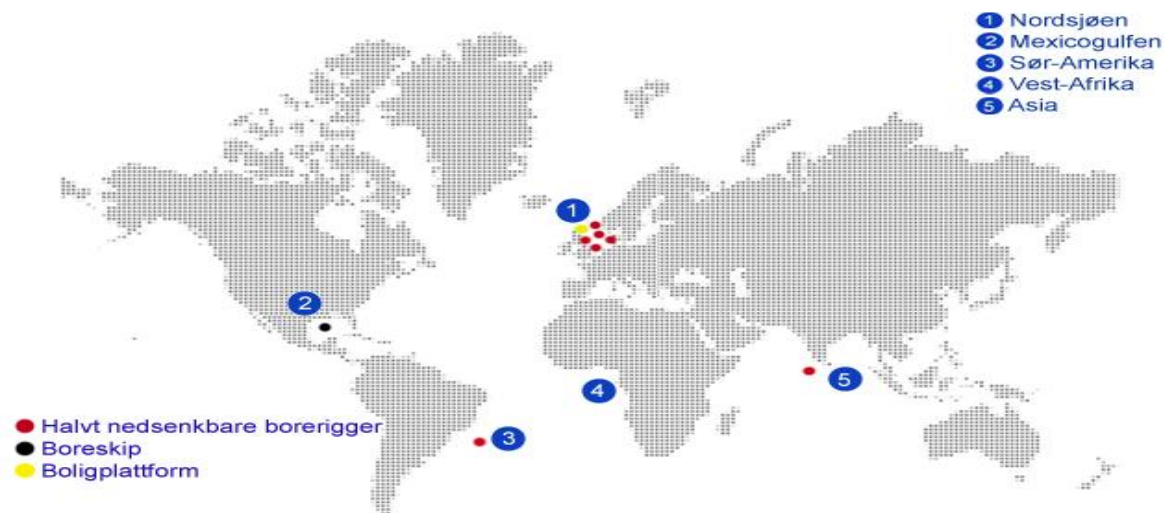 1 Nordsjøen
2 Mexicogulfen
3 Sør-Amerika
4 Vest-Afrika
5 Asia
1
2
5
4
3
Halvt nedsenkbare borerigger
Boreskip
Boligplattform